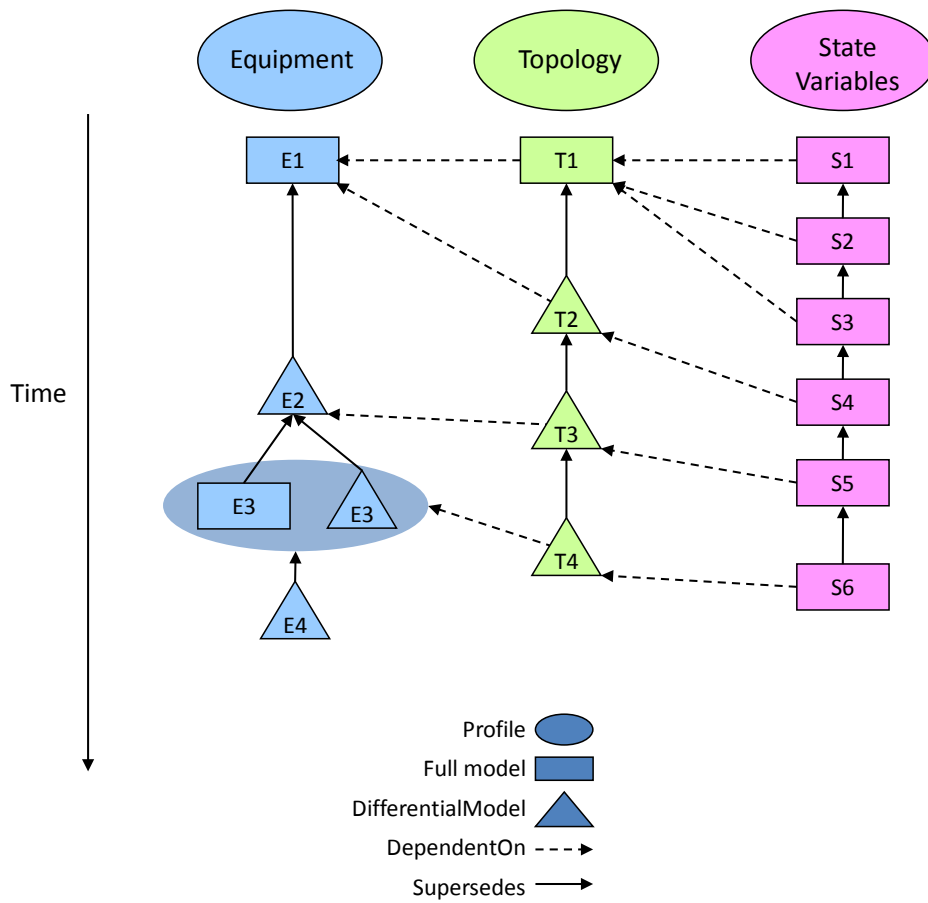 Equipment
Topology
State
Variables
E1
T1
S1
S2
T2
S3
Time
E2
S4
T3
E3
E3
S5
T4
S6
E4
Profile
Full model
DifferentialModel
DependentOn
Supersedes